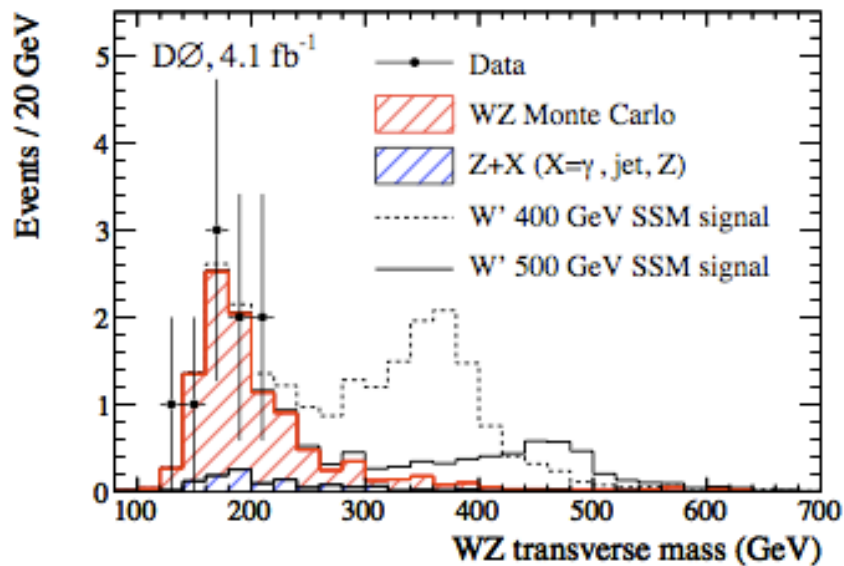 Events / 20 GeV
DØ, 4.1 fb⁻¹
Data
WZ Monte Carlo
Z+X (X=γ, jet, Z)
W' 400 GeV SSM signal
W' 500 GeV SSM signal
5
4
3
2
1
0
100 200 300 400 500 600 700
WZ transverse mass (GeV)